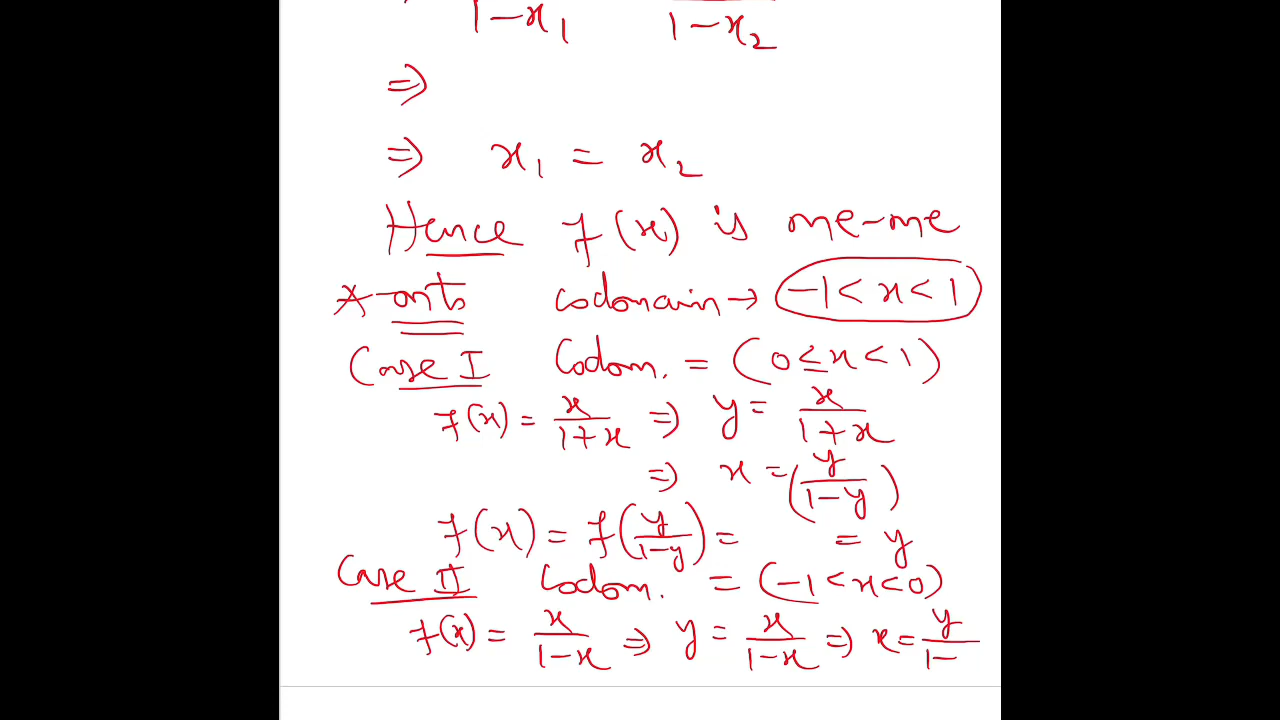 1-x₁ 1-x₂
⇒
⇒ x₁ = x₂
Hence f(x) is one-one
* onto codomain → -1 < x < 1
Case I Codom. = (0 ≤ x < 1)
f(x) = x/(1+x) ⇒ y = x/(1+x)
⇒ x = (y/(1-y))
f(x) = f(y/(1-y)) = = y
Case II Codom. = (-1 < x < 0)
f(x) = x/(1-x) ⇒ y = x/(1-x) ⇒ x = y/(1-